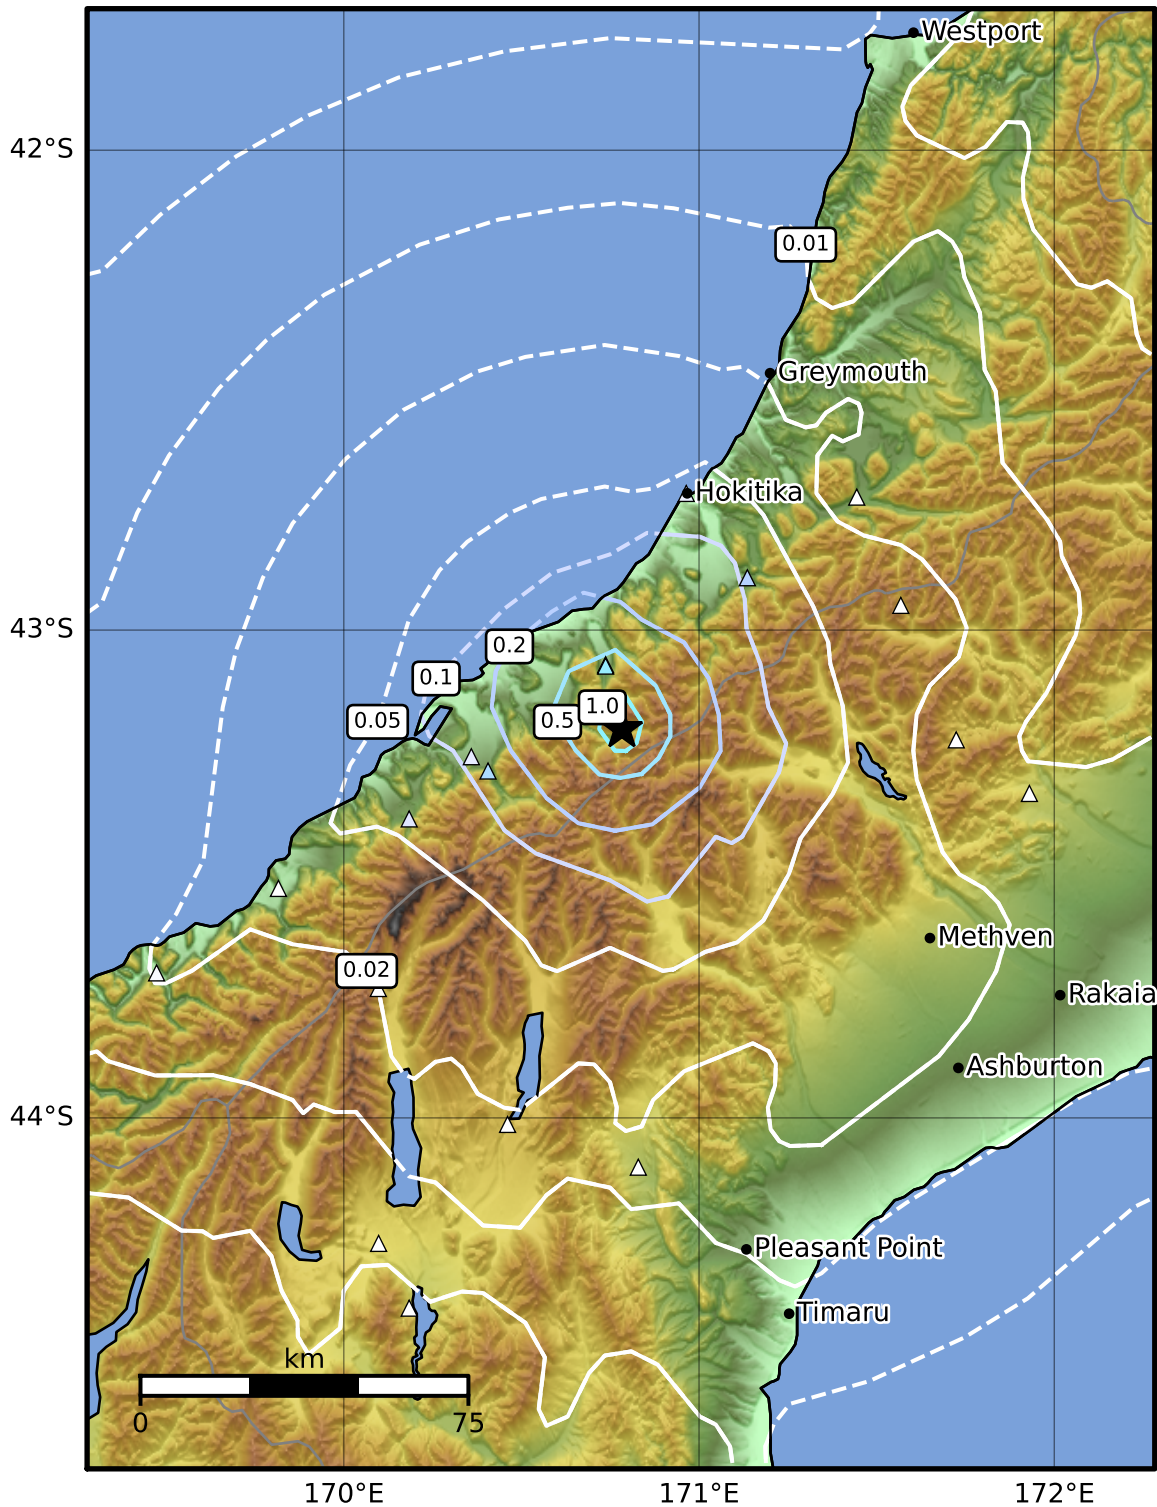 Westport
42°S
0.01
Greymouth
Hokitika
43°S
0.2
0.1
0.05
0.5
1.0
Methven
0.02
Rakaia
Ashburton
44°S
Pleasant Point
Timaru
km
0 75
170°E 171°E 172°E